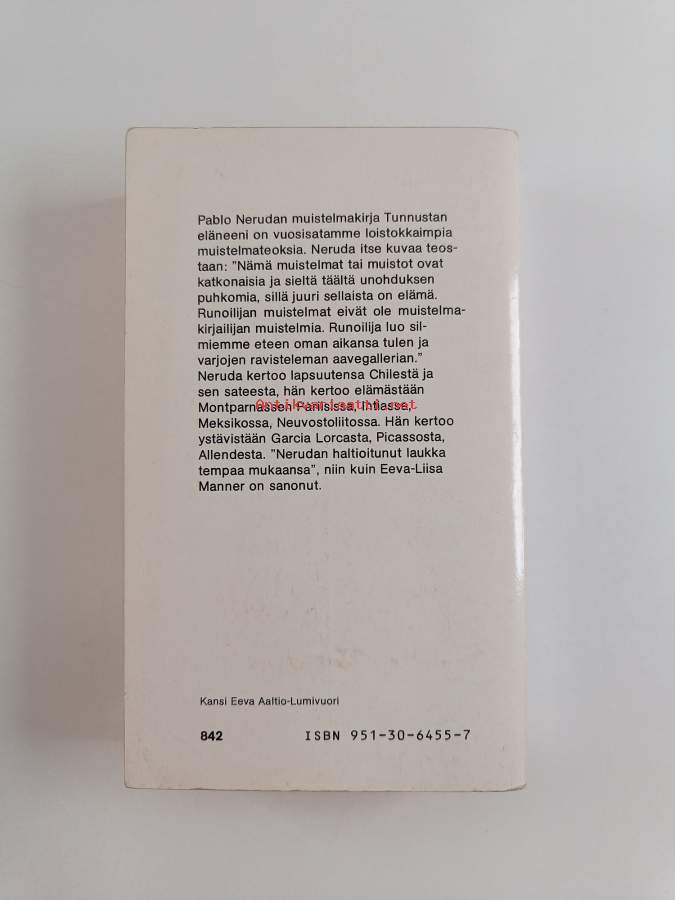 Pablo Nerudan muistelmakirja Tunnustan
eläneeni on vuosisatamme loistokkaimpia
muistelmateoksia. Neruda itse kuvaa teos-
taan: ”Nämä muistelmat tai muistot ovat
katkonaisia ja sieltä täältä unohduksen
puhkomia, sillä juuri sellaista on elämä.
Runoilijan muistelmat eivät ole muistelma-
kirjailijan muistelmia. Runoilija luo sil-
miemme eteen oman aikansa tulen ja
varjojen ravisteleman aavegallerian.”
Neruda kertoo lapsuutensa Chilestä ja
sen sateesta, hän kertoo elämästään
Montparnassen Pariisissa, Intiassa,
Antikvariaatti.net
Meksikossa, Neuvostoliitossa. Hän kertoo
ystävistään Garcia Lorcasta, Picassosta,
Allendesta. ”Nerudan haltioitunut laukka
tempaa mukaansa”, niin kuin Eeva-Liisa
Manner on sanonut.
Kansi Eeva Aaltio-Lumivuori
842 ISBN 951-30-6455-7